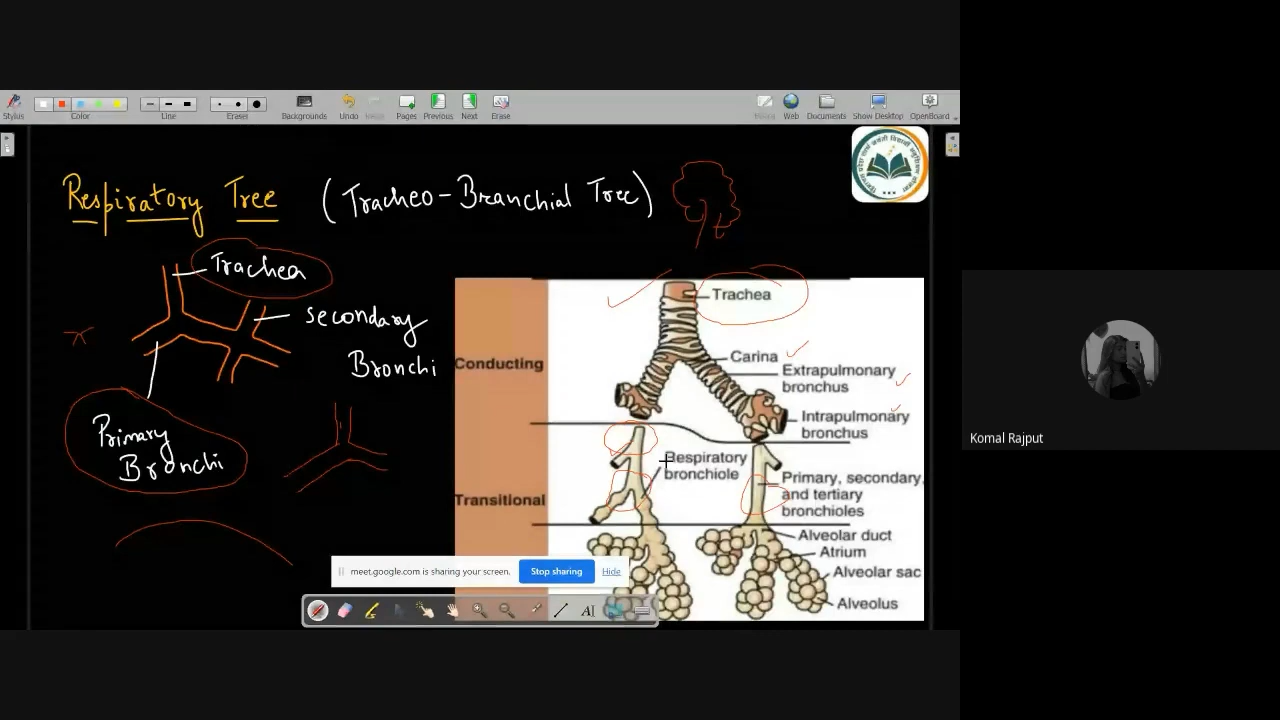 Stylus
Color
Line
Eraser
Backgrounds
Undo
Pages
Previous
Next
Erase
Web
Documents
Show Desktop
OpenBoard
Respiratory Tree (Tracheo-Branchial Tree)
Trachea
Secondary
Bronchi
Primary
Bronchi
Conducting
Transitional
Trachea
Carina
Extrapulmonary
bronchus
Intrapulmonary
bronchus
Respiratory
bronchiole
Primary, secondary,
and tertiary
bronchioles
Alveolar duct
Atrium
Alveolar sac
Alveolus
meet.google.com is sharing your screen.
Stop sharing
Hide
Komal Rajput